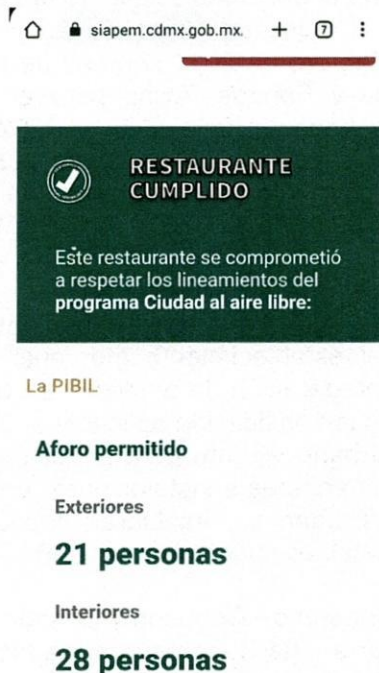 siapem.cdmx.gob.mx.
7
RESTAURANTE
CUMPLIDO
Este restaurante se comprometió
a respetar los lineamientos del
programa Ciudad al aire libre:
La PIBIL
Aforo permitido
Exteriores
21 personas
Interiores
28 personas